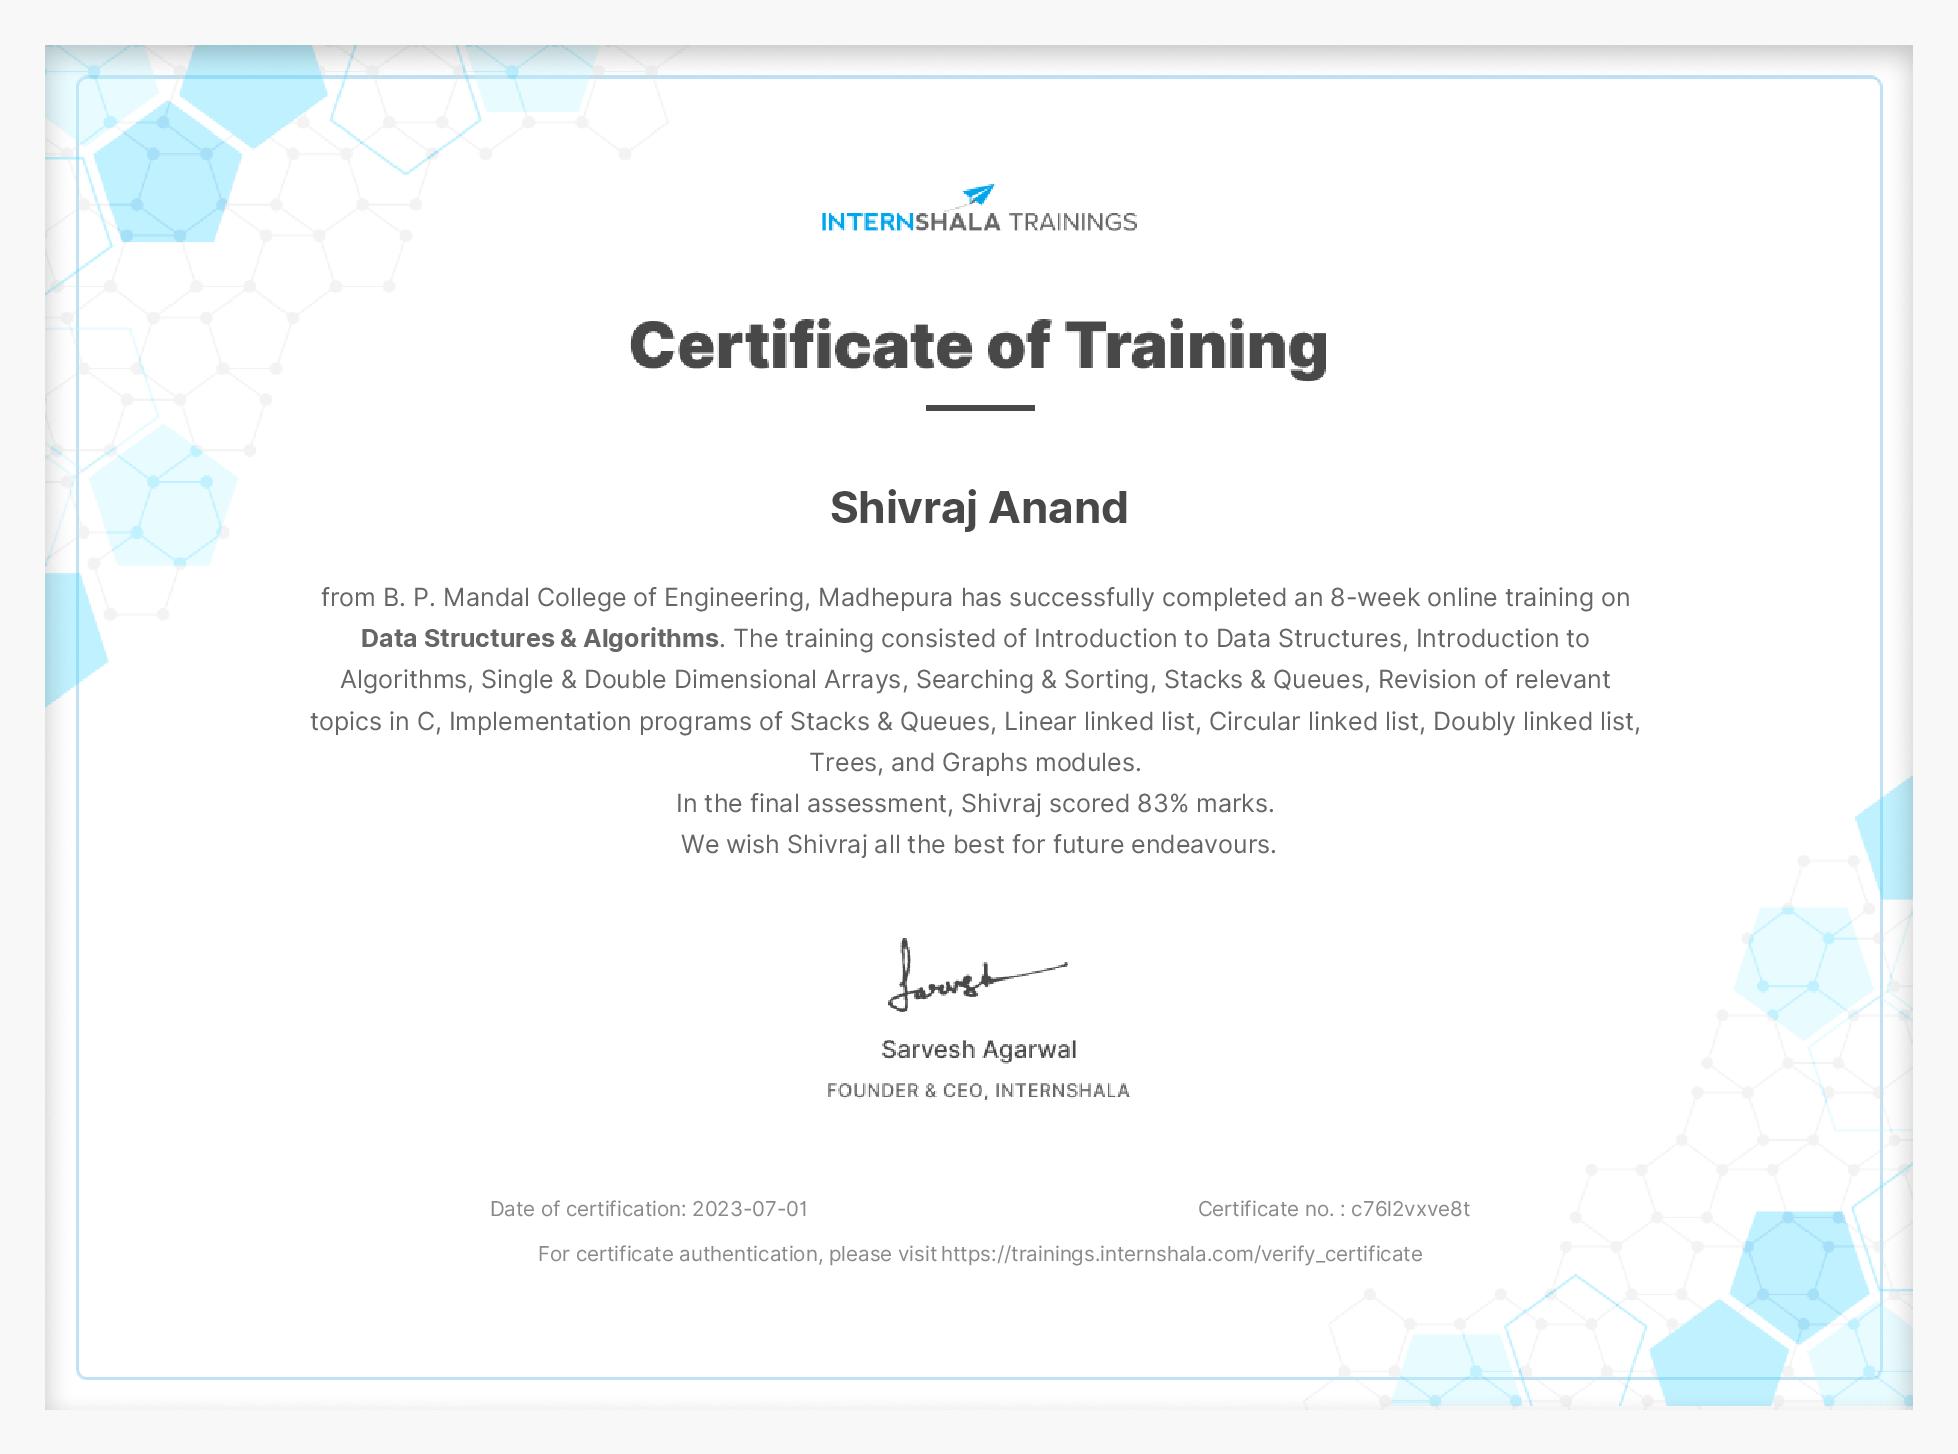 INTERNSHALA TRAININGS
Certificate of Training
Shivraj Anand
from B. P. Mandal College of Engineering, Madhepura has successfully completed an 8-week online training on
Data Structures & Algorithms. The training consisted of Introduction to Data Structures, Introduction to
Algorithms, Single & Double Dimensional Arrays, Searching & Sorting, Stacks & Queues, Revision of relevant
topics in C, Implementation programs of Stacks & Queues, Linear linked list, Circular linked list, Doubly linked list,
Trees, and Graphs modules.
In the final assessment, Shivraj scored 83% marks.
We wish Shivraj all the best for future endeavours.
Sarvesh
Sarvesh Agarwal
FOUNDER & CEO, INTERNSHALA
Date of certification: 2023-07-01
Certificate no. : c76l2vxve8t
For certificate authentication, please visit https://trainings.internshala.com/verify_certificate